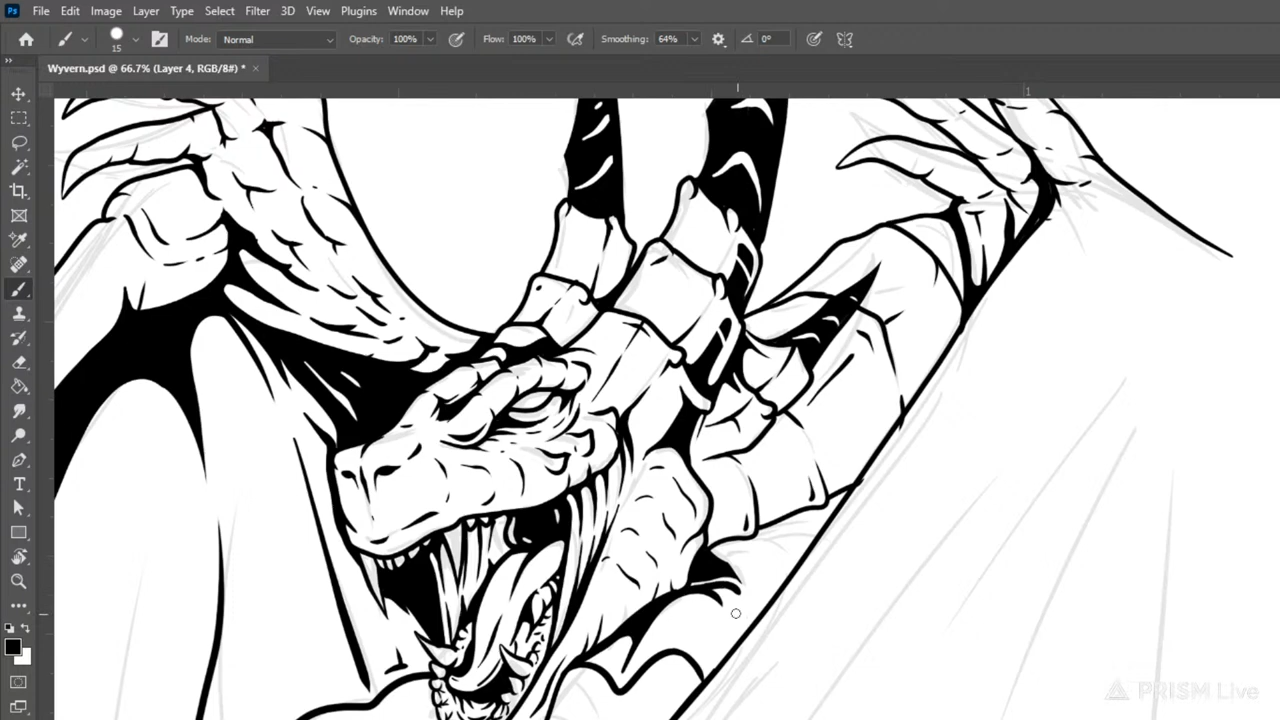 Ps File Edit Image Layer Type Select Filter 3D View Plugins Window Help
15 Mode: Normal Opacity: 100% Flow: 100% Smoothing: 64% 0°
Wyvern.psd @ 66.7% (Layer 4, RGB/8#) * ×
1
PRISM Live